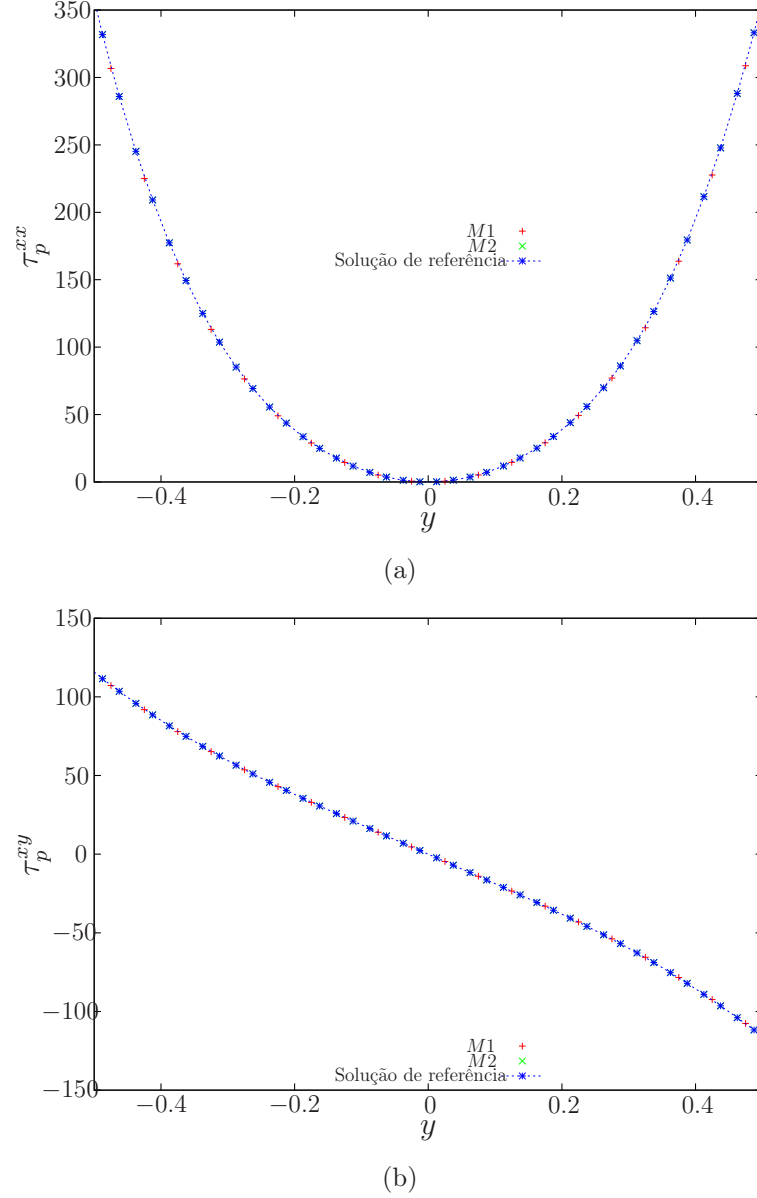 350
300
250
200
150
100
50
0
τ_p^{xx}
M1
M2
Solução de referência
−0.4
−0.2
0
0.2
0.4
y
(a)
150
100
50
0
−50
−100
−150
τ_p^{xy}
M1
M2
Solução de referência
−0.4
−0.2
0
0.2
0.4
y
(b)